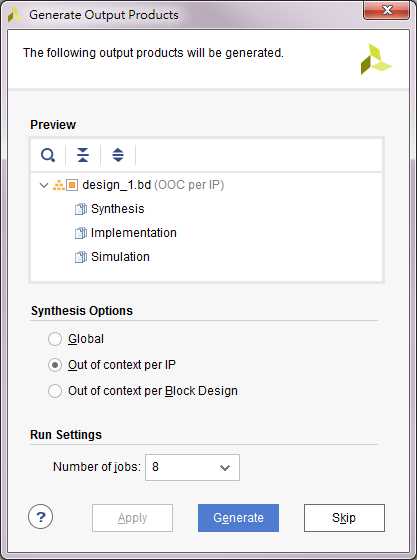 Generate Output Products
The following output products will be generated.
Preview
design_1.bd (OOC per IP)
Synthesis
Implementation
Simulation
Synthesis Options
Global
Out of context per IP
Out of context per Block Design
Run Settings
Number of jobs: 8
? Apply Generate Skip